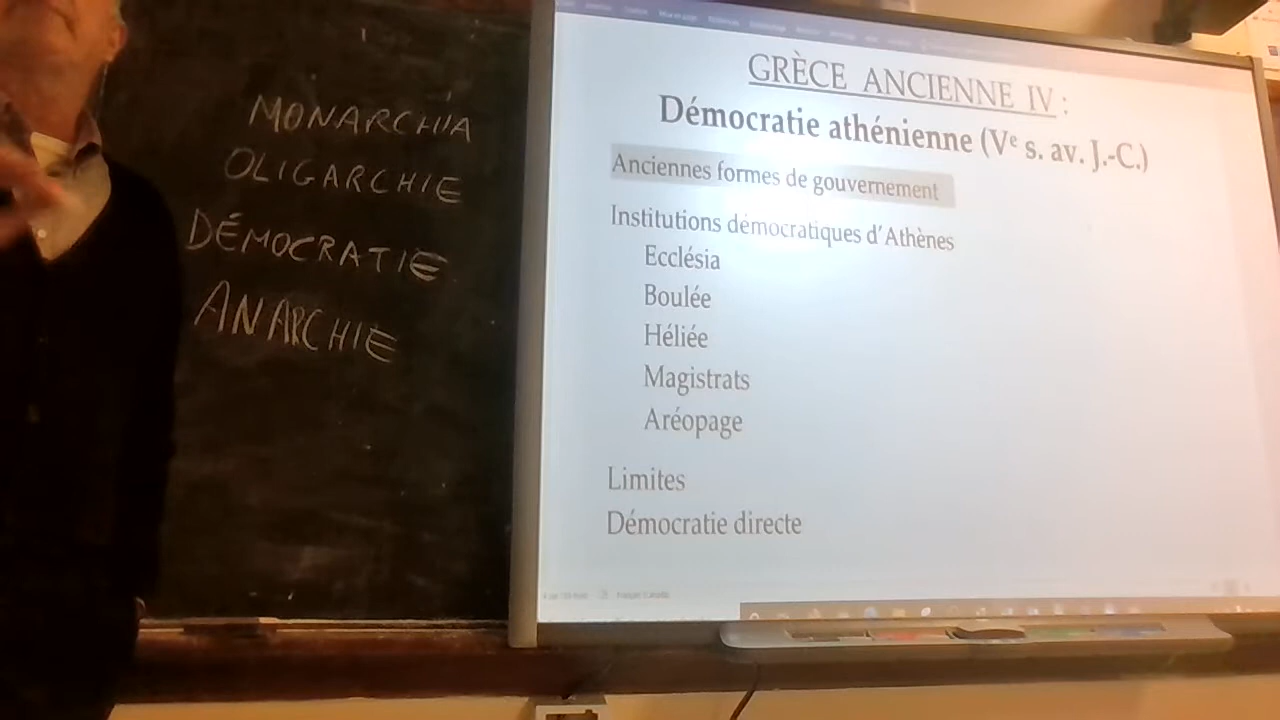 MONARCHIA
OLIGARCHIE
DÉMOCRATIE
ANARCHIE
GRÈCE ANCIENNE IV :
Démocratie athénienne (Ve s. av. J.-C.)
Anciennes formes de gouvernement
Institutions démocratiques d'Athènes
Ecclésia
Boulée
Héliée
Magistrats
Aréopage
Limites
Démocratie directe